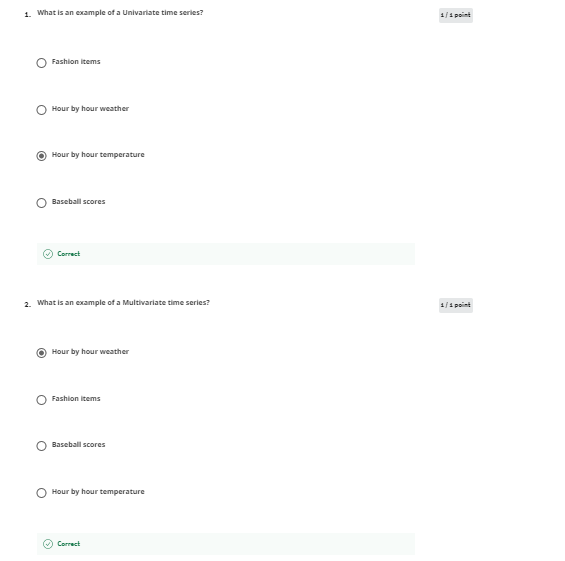 1. What is an example of a Univariate time series?
1 / 1 point
Fashion items
Hour by hour weather
Hour by hour temperature
Baseball scores
Correct
2. What is an example of a Multivariate time series?
1 / 1 point
Hour by hour weather
Fashion items
Baseball scores
Hour by hour temperature
Correct